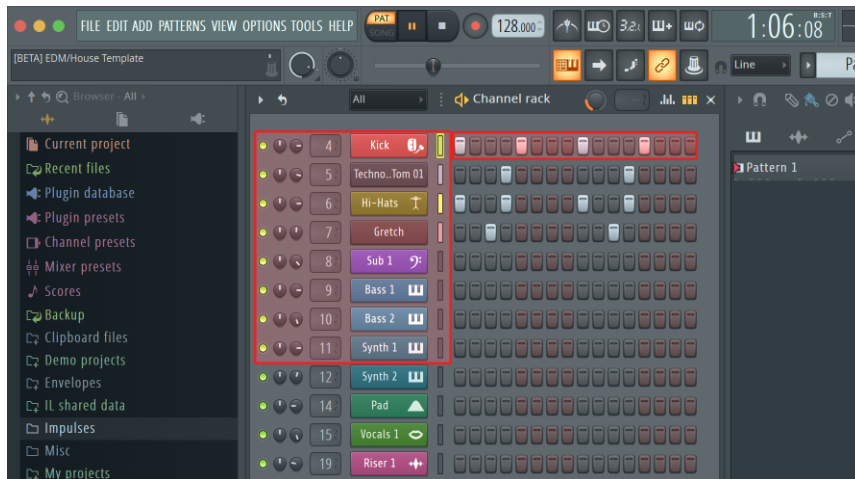 FILE EDIT ADD PATTERNS VIEW OPTIONS TOOLS HELP
PAT
SONG
128.000
3.2
1:06:08
B:S:T
[BETA] EDM/House Template
Line
Pa
Browser - All
All
Channel rack
Current project
Recent files
Plugin database
Plugin presets
Channel presets
Mixer presets
Scores
Backup
Clipboard files
Demo projects
Envelopes
IL shared data
Impulses
Misc
My projects
4 Kick
5 Techno..Tom 01
6 Hi-Hats
7 Gretch
8 Sub 1
9 Bass 1
10 Bass 2
11 Synth 1
12 Synth 2
14 Pad
15 Vocals 1
19 Riser 1
Pattern 1